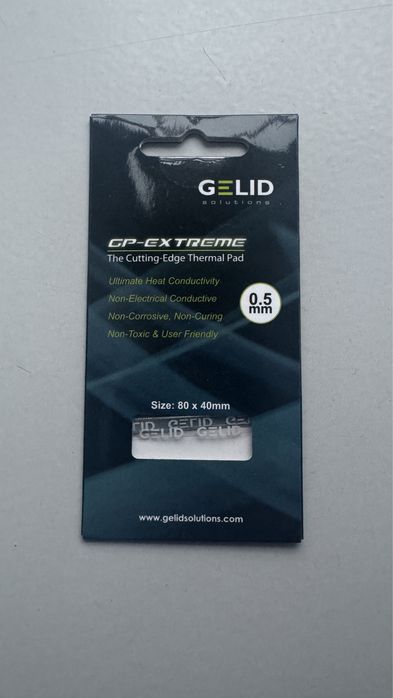 GELID
solutions
GP-EXTREME
The Cutting-Edge Thermal Pad
Ultimate Heat Conductivity
Non-Electrical Conductive
Non-Corrosive, Non-Curing
Non-Toxic & User Friendly
0.5
mm
Size: 80 x 40mm
GELID GELID
www.gelidsolutions.com